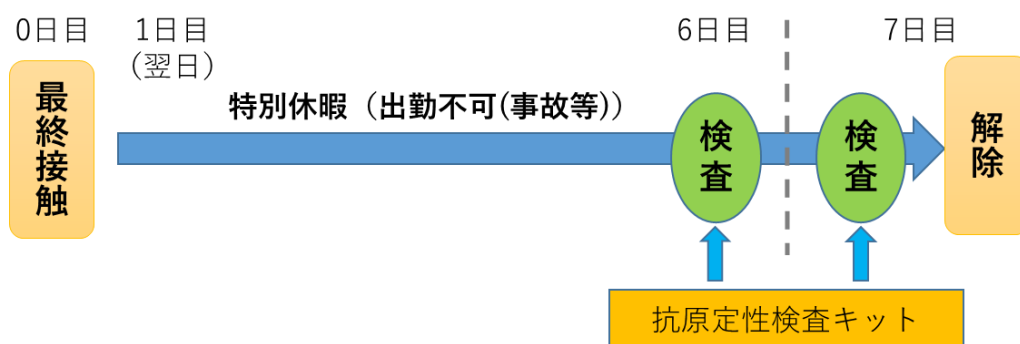 0日目
1日目
(翌日)
6日目
7日目
最終接触
特別休暇（出勤不可(事故等)）
検査
検査
解除
抗原定性検査キット